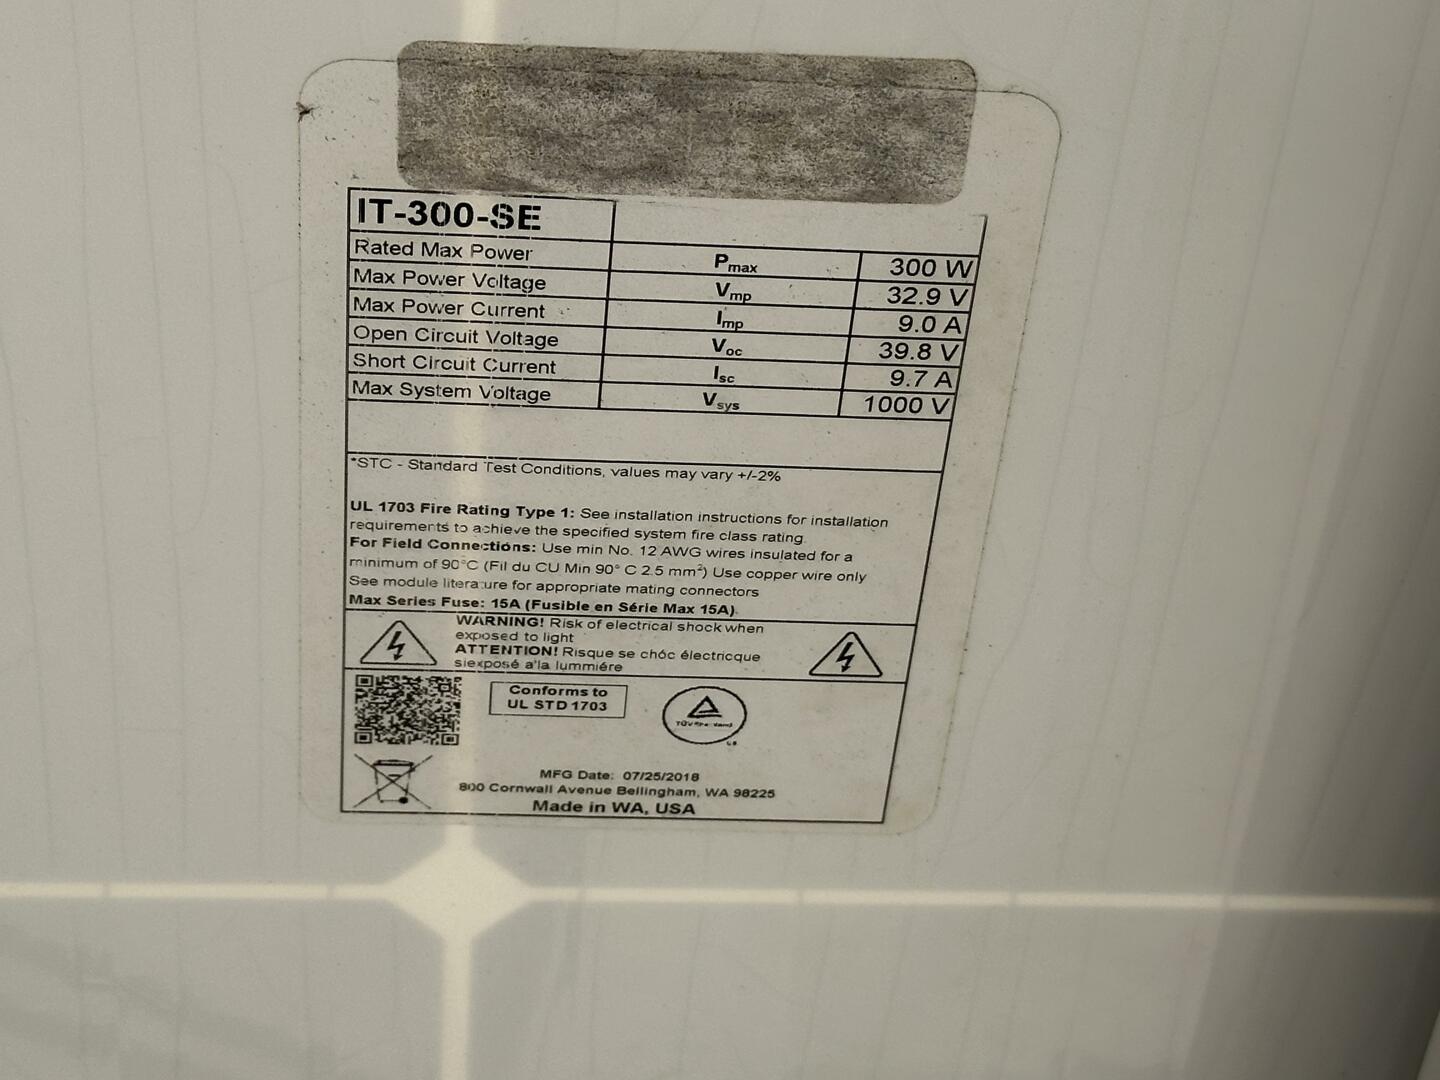 IT-300-SE
Rated Max Power Pmax 300 W
Max Power Voltage Vmp 32.9 V
Max Power Current Imp 9.0 A
Open Circuit Voltage Voc 39.8 V
Short Circuit Current Isc 9.7 A
Max System Voltage Vsys 1000 V
*STC - Standard Test Conditions, values may vary +/-2%
UL 1703 Fire Rating Type 1: See installation instructions for installation
requirements to achieve the specified system fire class rating.
For Field Connections: Use min No. 12 AWG wires insulated for a
minimum of 90°C (Fil du CU Min 90° C 2.5 mm²) Use copper wire only
See module literature for appropriate mating connectors
Max Series Fuse: 15A (Fusible en Série Max 15A).
WARNING! Risk of electrical shock when
exposed to light
ATTENTION! Risque se chóc électricque
siexposé a'la lummiére
Conforms to
UL STD 1703
TÜV Rheinland
US
MFG Date: 07/25/2018
800 Cornwall Avenue Bellingham, WA 98225
Made in WA, USA